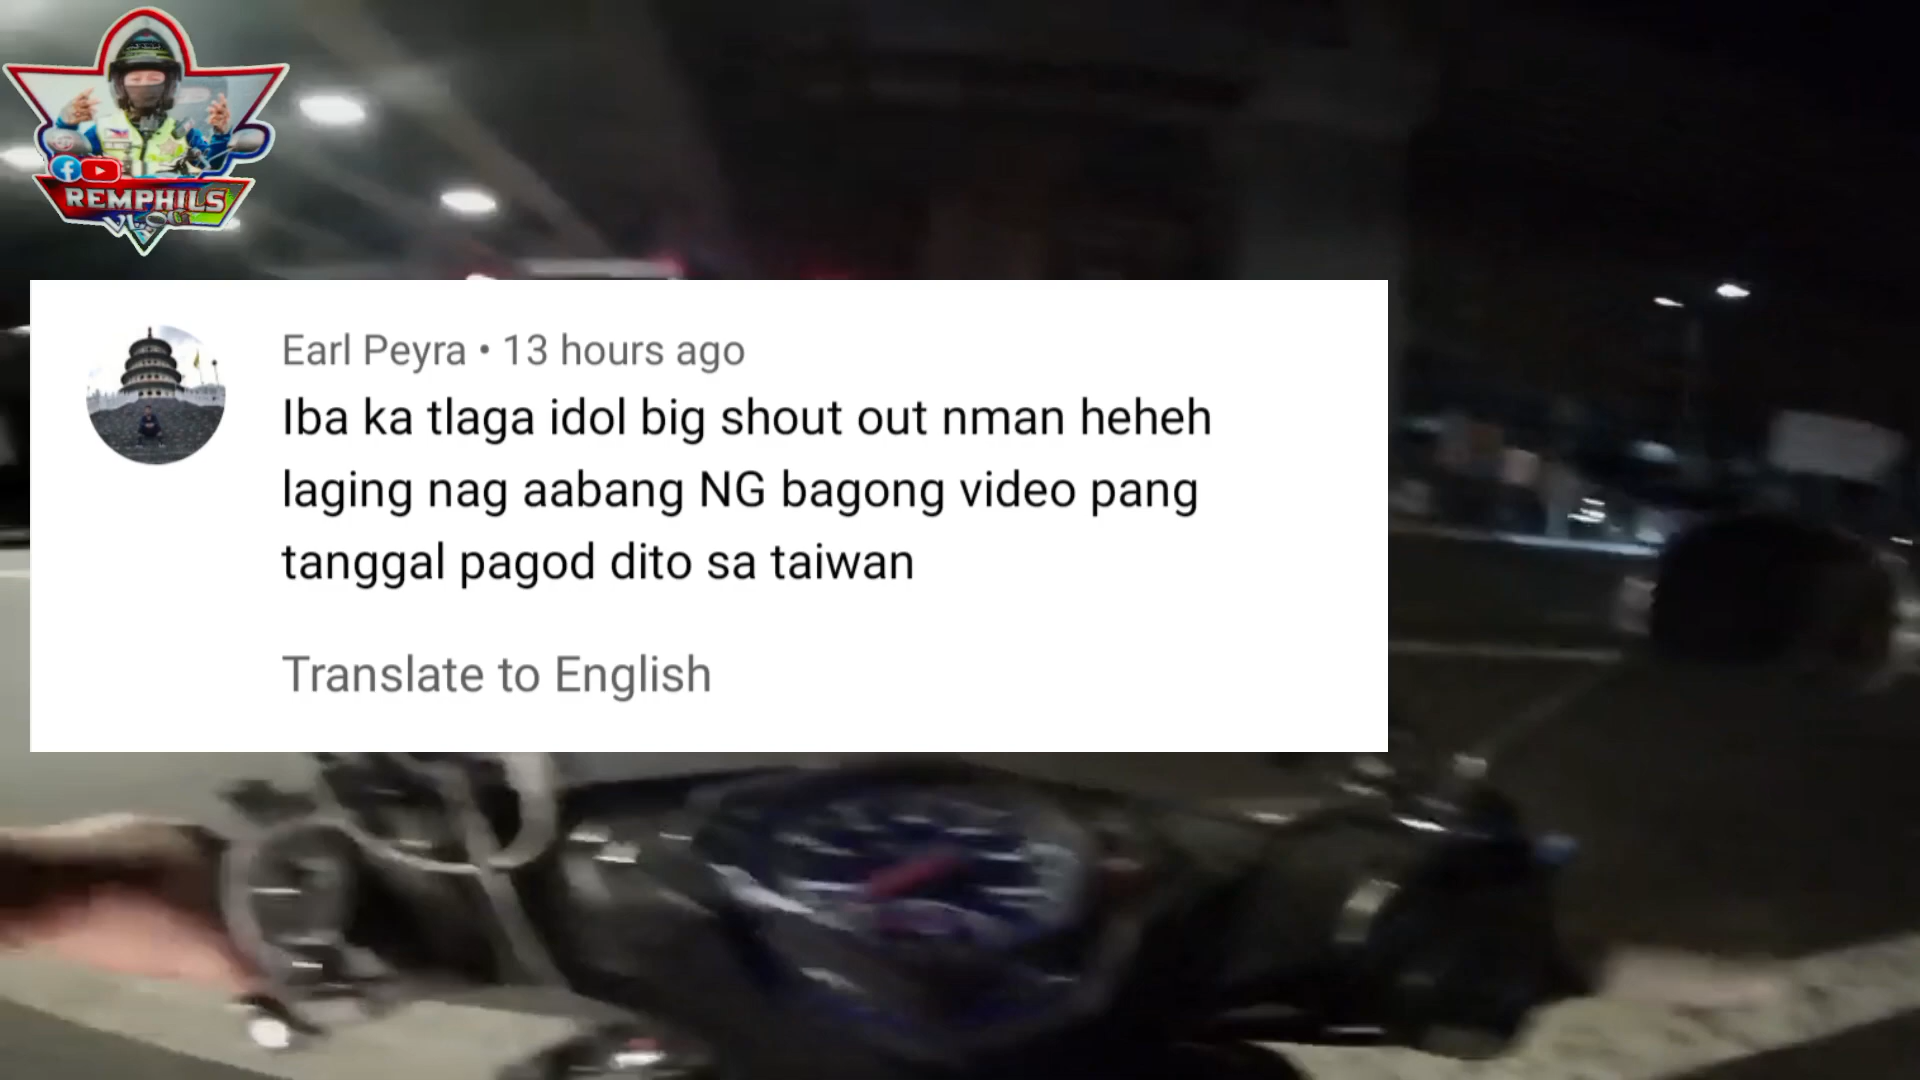 REMPHILS
VLOG
Earl Peyra • 13 hours ago
Iba ka tlaga idol big shout out nman heheh
laging nag aabang NG bagong video pang
tanggal pagod dito sa taiwan
Translate to English